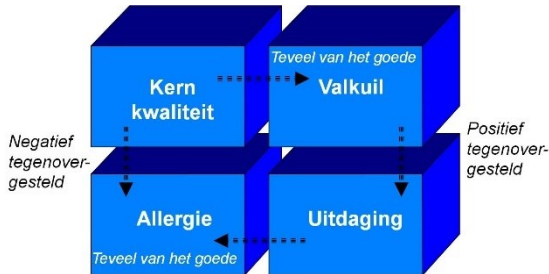 Teveel van het goede
Kern
kwaliteit
Valkuil
Negatief
tegenover-
gesteld
Positief
tegenover-
gesteld
Allergie
Uitdaging
Teveel van het goede